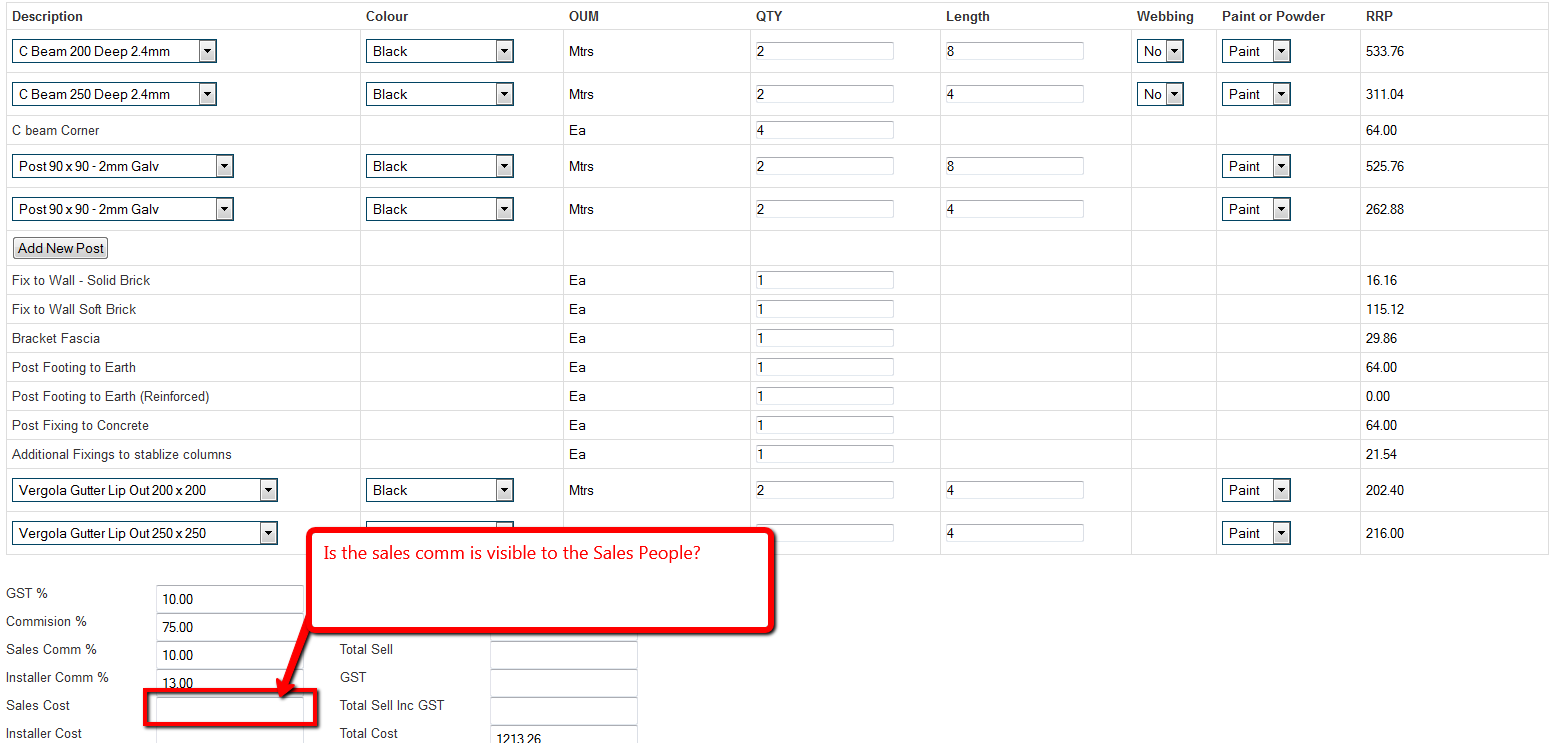 Description Colour OUM QTY Length Webbing Paint or Powder RRP
C Beam 200 Deep 2.4mm Black Mtrs 2 8 No Paint 533.76
C Beam 250 Deep 2.4mm Black Mtrs 2 4 No Paint 311.04
C beam Corner Ea 4 64.00
Post 90 x 90 - 2mm Galv Black Mtrs 2 8 Paint 525.76
Post 90 x 90 - 2mm Galv Black Mtrs 2 4 Paint 262.88
Add New Post
Fix to Wall - Solid Brick Ea 1 16.16
Fix to Wall Soft Brick Ea 1 115.12
Bracket Fascia Ea 1 29.86
Post Footing to Earth Ea 1 64.00
Post Footing to Earth (Reinforced) Ea 1 0.00
Post Fixing to Concrete Ea 1 64.00
Additional Fixings to stablize columns Ea 1 21.54
Vergola Gutter Lip Out 200 x 200 Black Mtrs 2 4 Paint 202.40
Vergola Gutter Lip Out 250 x 250 4 Paint 216.00
Is the sales comm is visible to the Sales People?
GST % 10.00
Commision % 75.00
Sales Comm % 10.00 Total Sell
Installer Comm % 13.00 GST
Sales Cost Total Sell Inc GST
Installer Cost Total Cost 1213.26